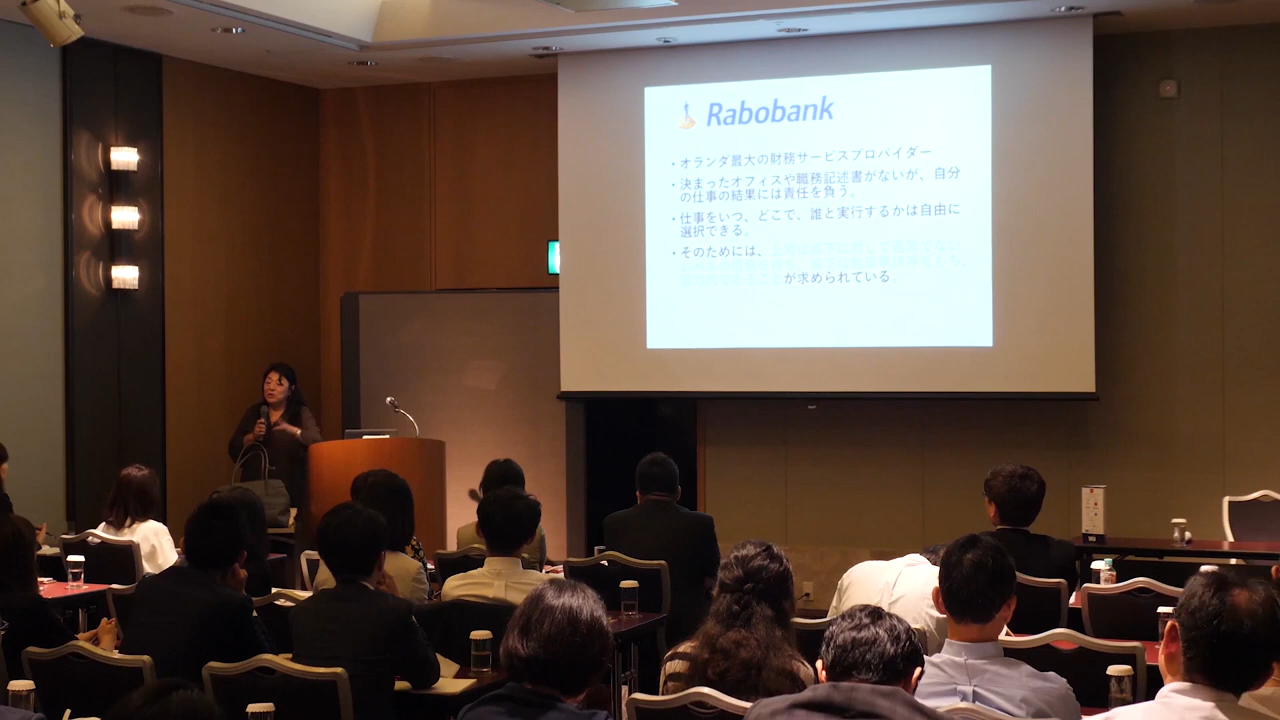 Rabobank
・オランダ最大の財務サービスプロバイダー
・決まったオフィスや職務記述書がないが、自分
の仕事の結果には責任を負う。
・仕事をいつ、どこで、誰と実行するかは自由に
選択できる。
・そのためには、
が求められている。